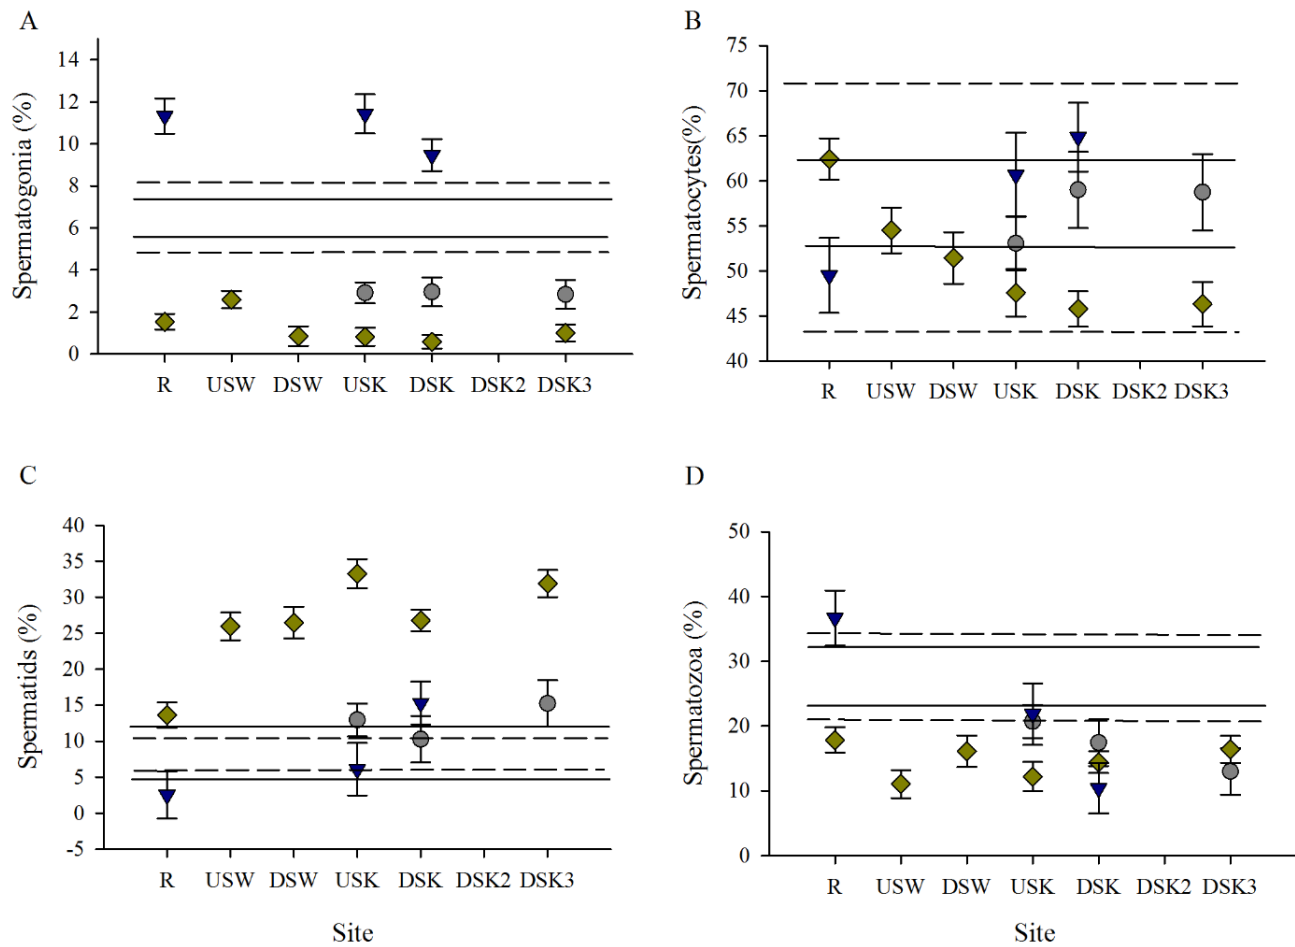 A
Spermatogonia (%)
14
12
10
8
6
4
2
0
R USW DSW USK DSK DSK2 DSK3
B
Spermatocytes(%)
75
70
65
60
55
50
45
40
R USW DSW USK DSK DSK2 DSK3
C
Spermatids (%)
40
35
30
25
20
15
10
5
0
-5
R USW DSW USK DSK DSK2 DSK3
Site
D
Spermatozoa (%)
50
40
30
20
10
0
R USW DSW USK DSK DSK2 DSK3
Site